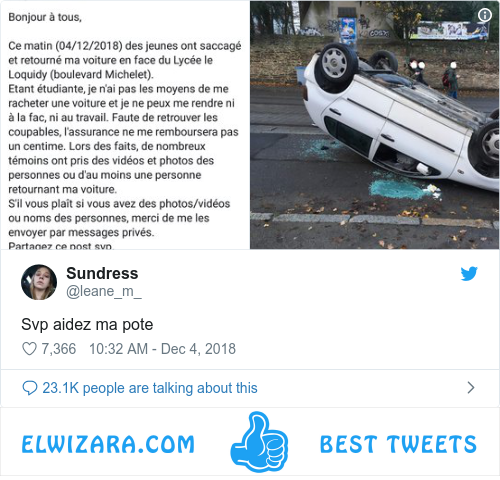 Bonjour à tous,
Ce matin (04/12/2018) des jeunes ont saccagé
et retourné ma voiture en face du Lycée le
Loquidy (boulevard Michelet).
Etant étudiante, je n'ai pas les moyens de me
racheter une voiture et je ne peux me rendre ni
à la fac, ni au travail. Faute de retrouver les
coupables, l'assurance ne me remboursera pas
un centime. Lors des faits, de nombreux
témoins ont pris des vidéos et photos des
personnes ou d'au moins une personne
retournant ma voiture.
S'il vous plaît si vous avez des photos/vidéos
ou noms des personnes, merci de me les
envoyer par messages privés.
Partagez ce post svp.
Sundress
@leane_m_
Svp aidez ma pote
7,366 10:32 AM - Dec 4, 2018
23.1K people are talking about this
ELWIZARA.COM BEST TWEETS